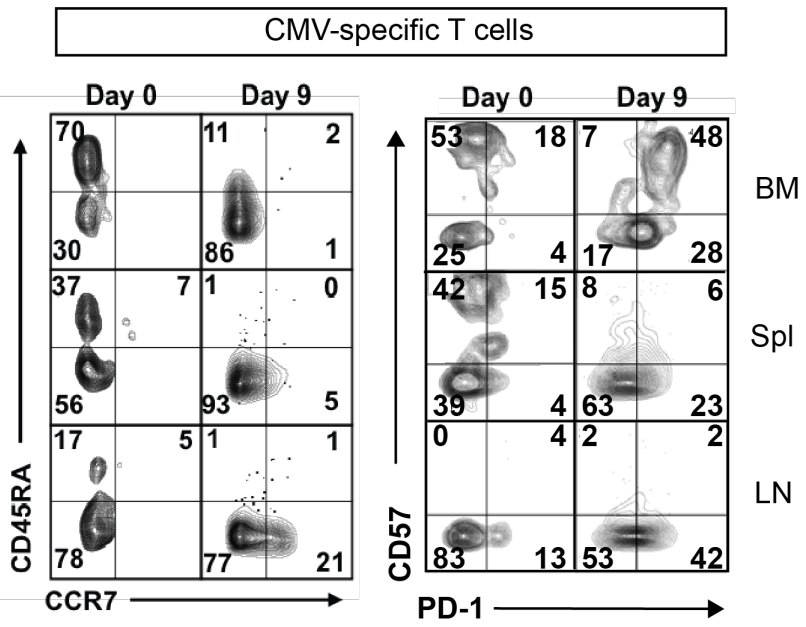 CMV-specific T cells
Day 0 Day 9 Day 0 Day 9
70 11 2 53 18 7 48
BM
30 86 1 25 4 17 28
37 7 1 0 42 15 8 6
Spl
56 93 5 39 4 63 23
17 5 1 1 0 4 2 2
LN
78 77 21 83 13 53 42
CD45RA
CD57
CCR7
PD-1